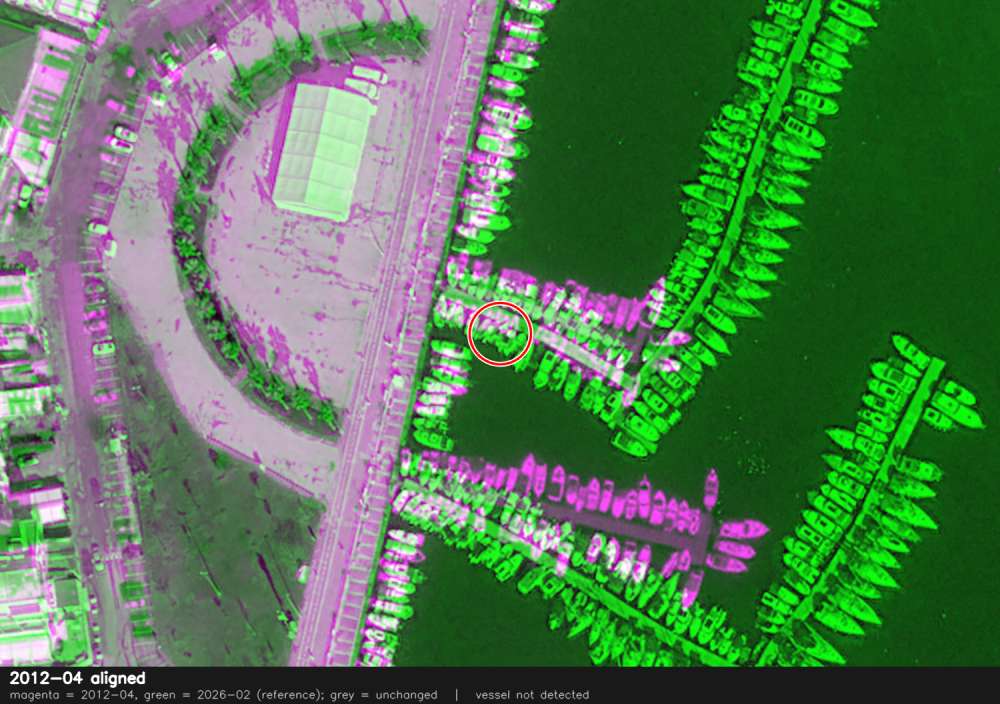 2012-04 aligned
magenta = 2012-04, green = 2026-02 (reference); grey = unchanged | vessel not detected